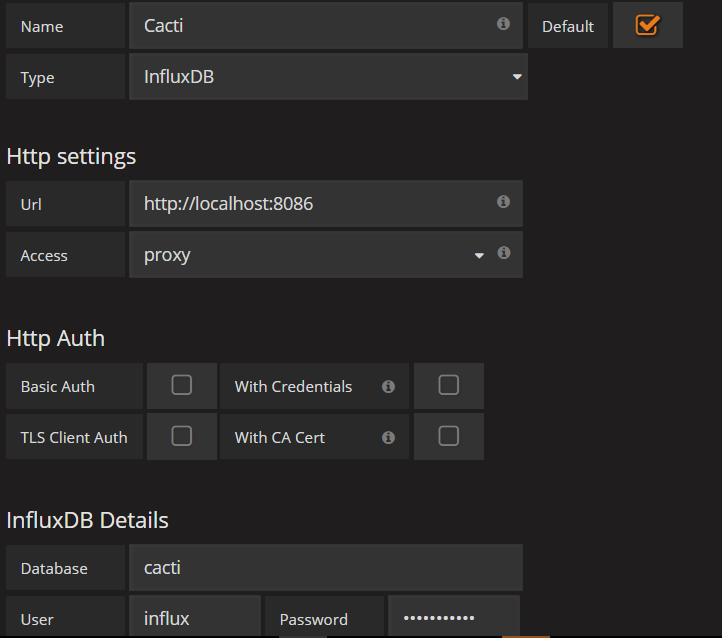 Name Cacti Default
Type InfluxDB
Http settings
Url http://localhost:8086
Access proxy
Http Auth
Basic Auth With Credentials
TLS Client Auth With CA Cert
InfluxDB Details
Database cacti
User influx Password •••••••••••